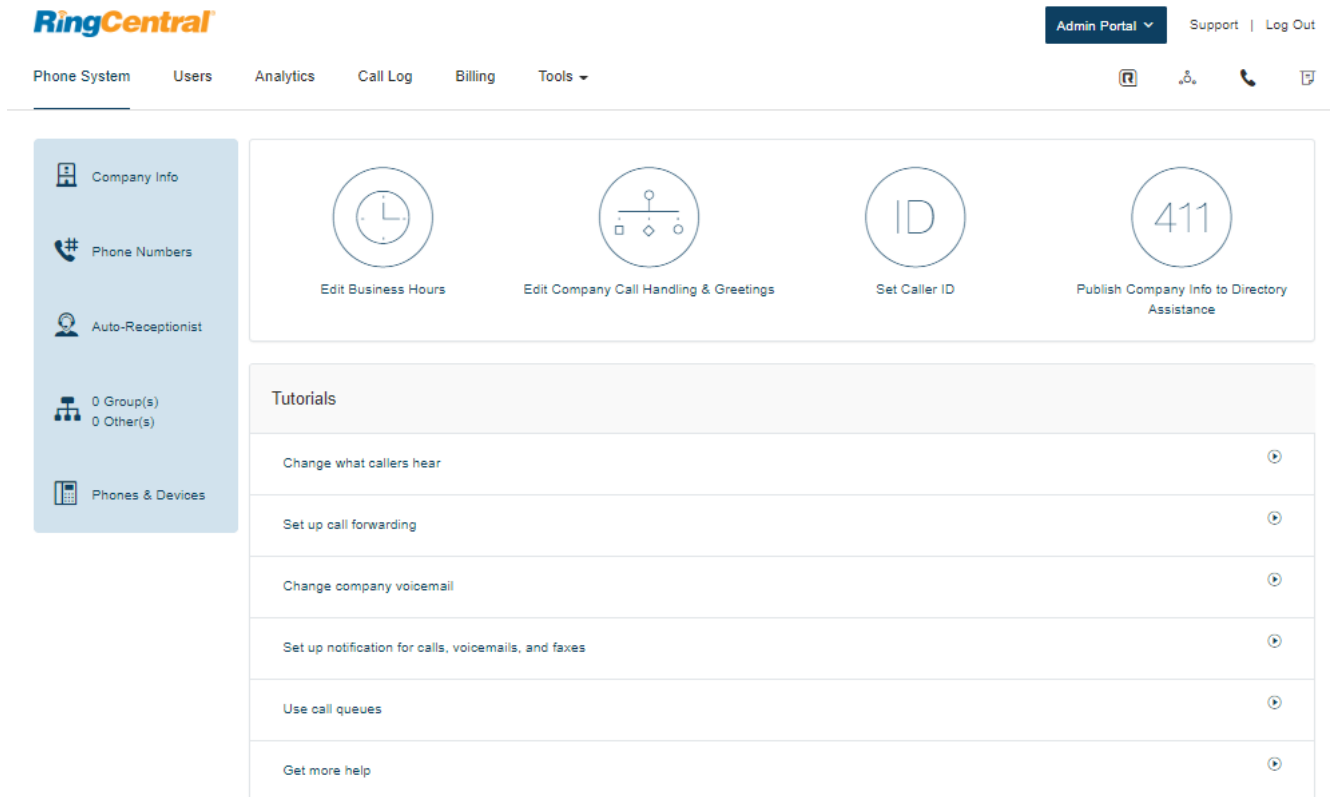 RingCentral
Admin Portal
Support | Log Out
Phone System Users Analytics Call Log Billing Tools
Company Info
Phone Numbers
Auto-Receptionist
0 Group(s)
0 Other(s)
Phones & Devices
ID
411
Edit Business Hours
Edit Company Call Handling & Greetings
Set Caller ID
Publish Company Info to Directory
Assistance
Tutorials
Change what callers hear
Set up call forwarding
Change company voicemail
Set up notification for calls, voicemails, and faxes
Use call queues
Get more help